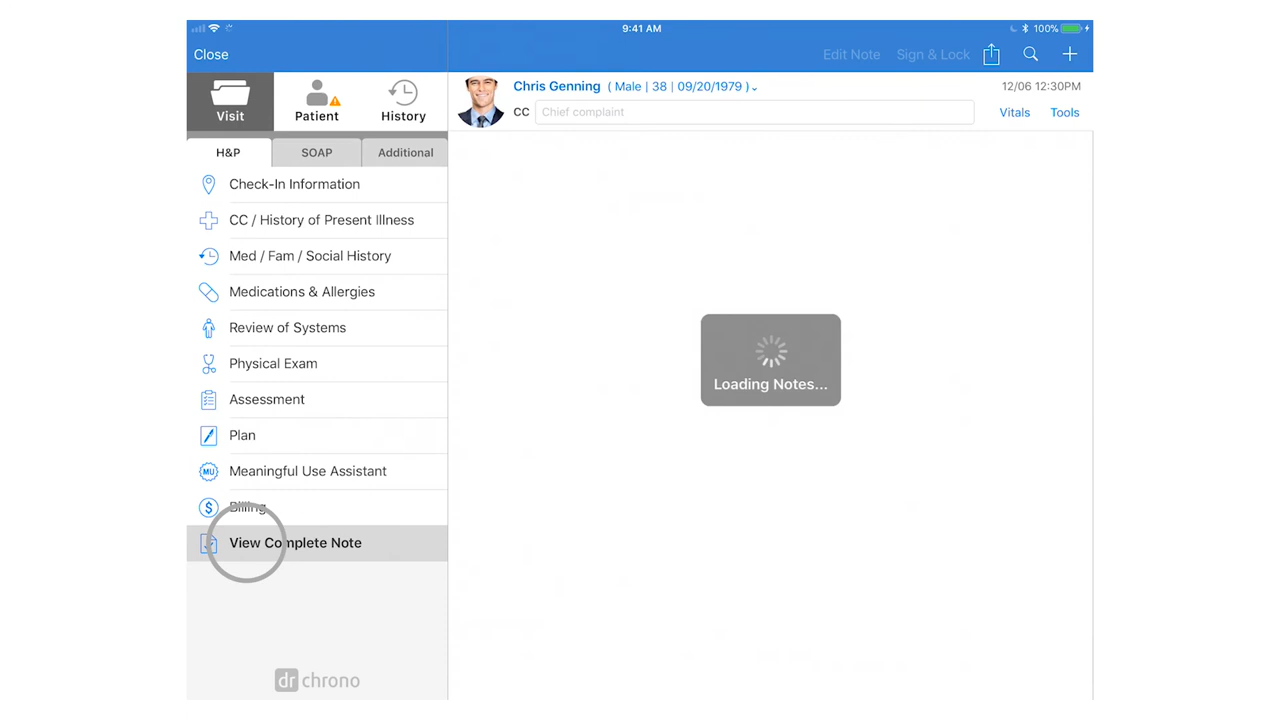 9:41 AM
100%
Close
Edit Note Sign & Lock
Visit
Patient
History
Chris Genning ( Male | 38 | 09/20/1979 )
12/06 12:30PM
CC Chief complaint
Vitals Tools
H&P SOAP Additional
Check-In Information
CC / History of Present Illness
Med / Fam / Social History
Medications & Allergies
Review of Systems
Physical Exam
Assessment
Plan
MU Meaningful Use Assistant
$ Billing
View Complete Note
Loading Notes...
drchrono